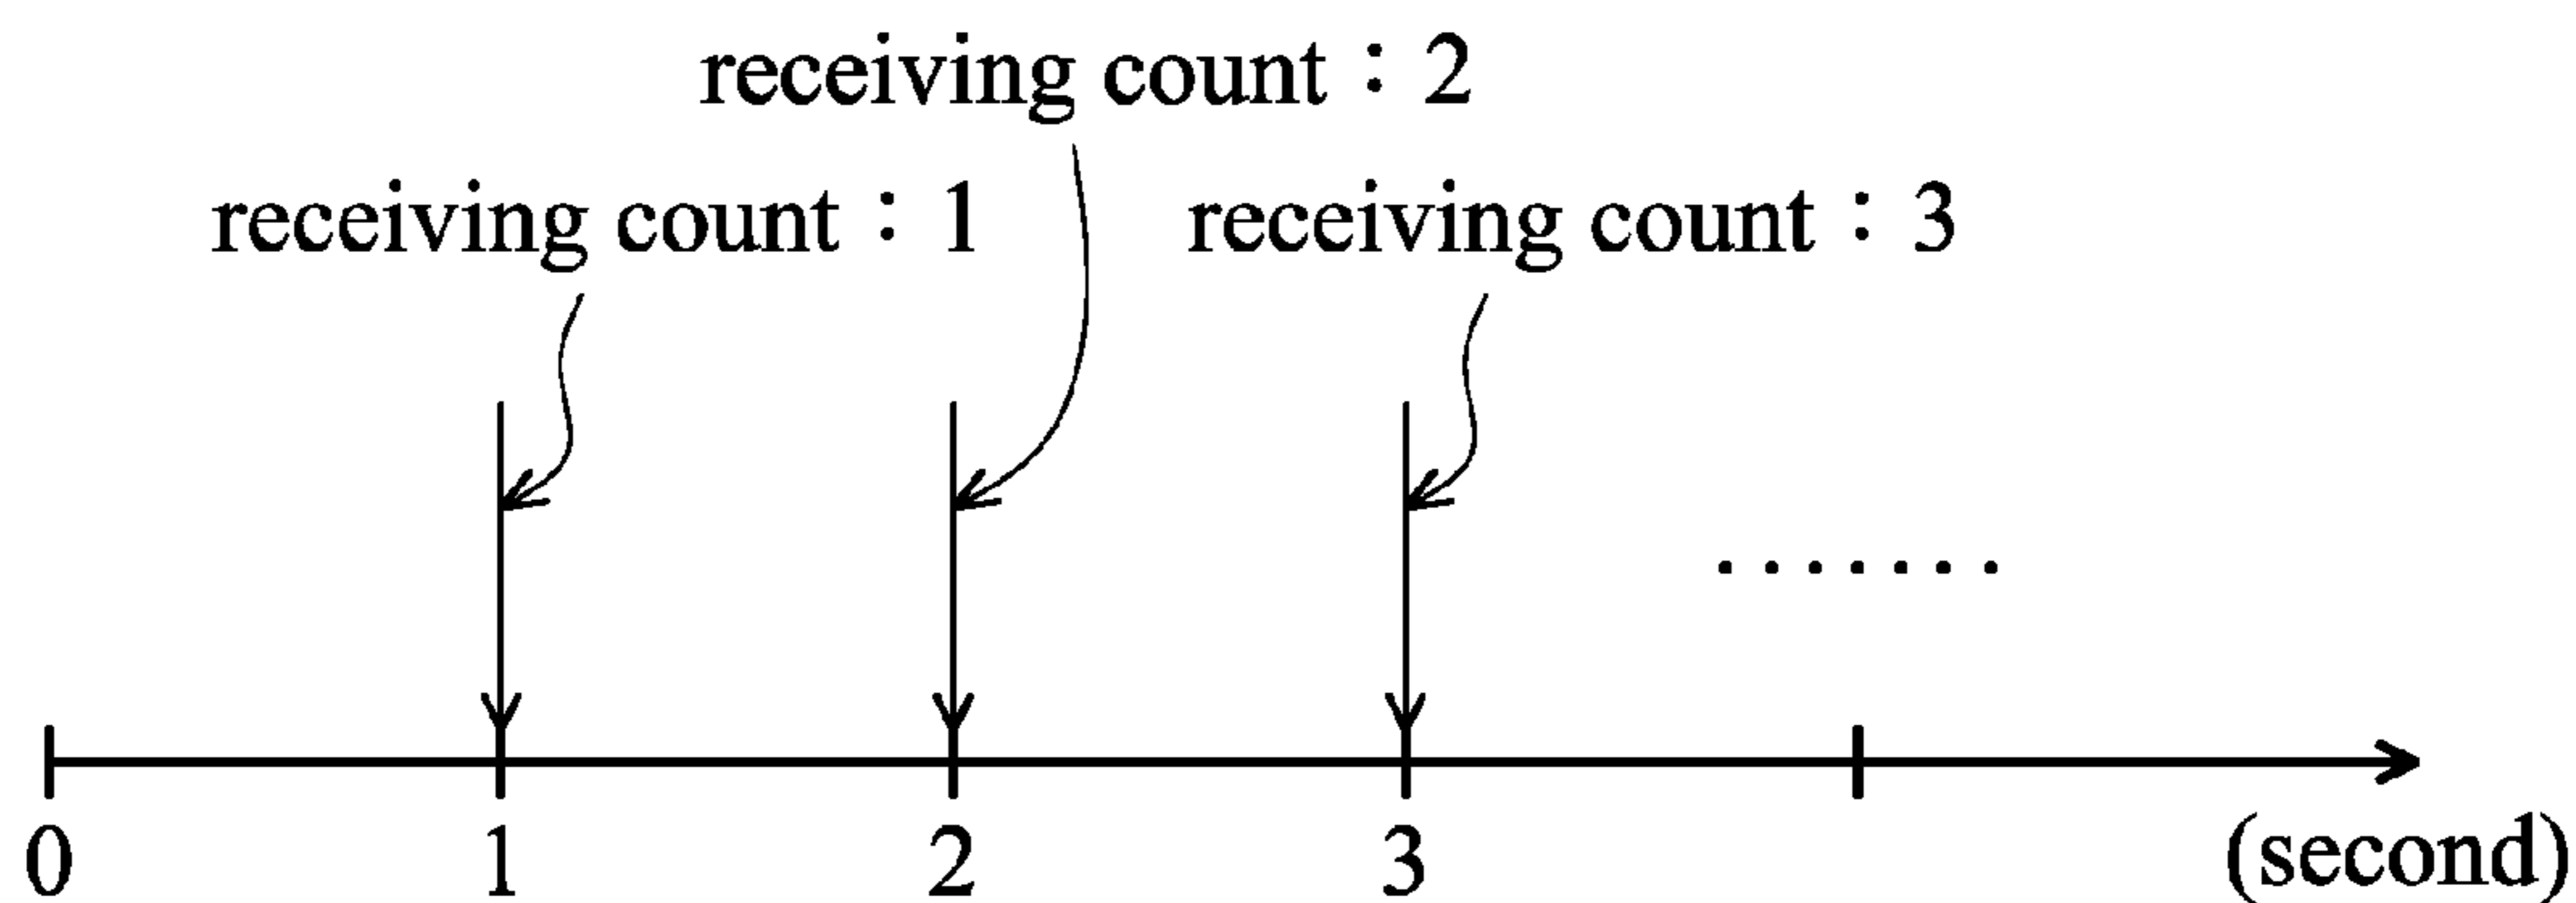 receiving count : 2
receiving count : 1
receiving count : 3
0
1
2
3
(second)